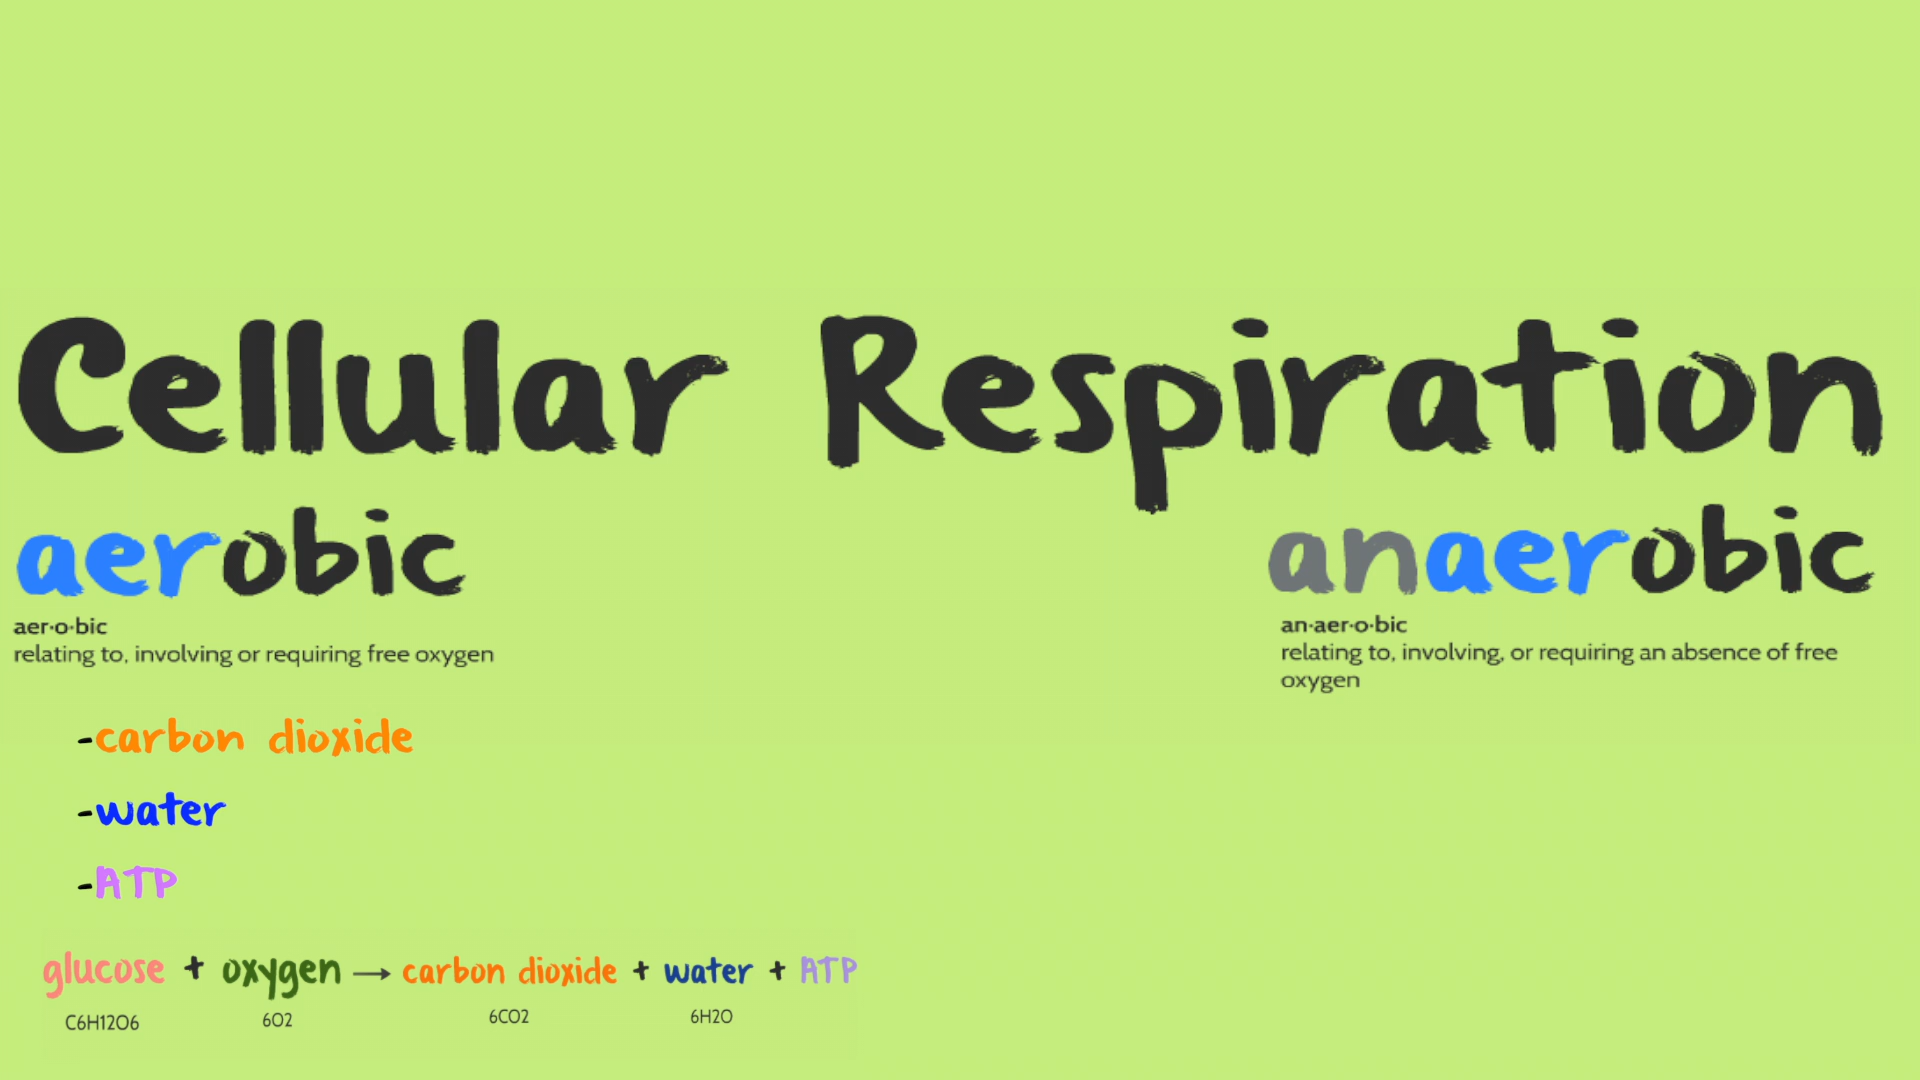 Cellular Respiration
aerobic
aer·o·bic
relating to, involving or requiring free oxygen
anaerobic
an·aer·o·bic
relating to, involving, or requiring an absence of free
oxygen
-carbon dioxide
-water
-ATP
glucose + oxygen → carbon dioxide + water + ATP
C6H12O6 6O2 6CO2 6H2O